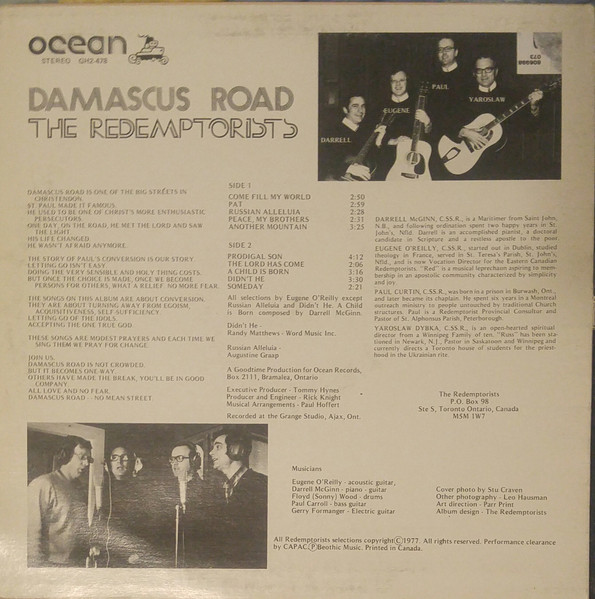 ocean
STEREO QH2-478
DAMASCUS ROAD
THE REDEMPTORISTS
DARRELL
EUGENE
PAUL
YAROSLAW
DAMASCUS ROAD IS ONE OF THE BIG STREETS IN
CHRISTENDON.
ST. PAUL MADE IT FAMOUS.
HE USED TO BE ONE OF CHRIST'S MORE ENTHUSIASTIC
PERSECUTORS.
ONE DAY, ON THE ROAD, HE MET THE LORD AND SAW
THE LIGHT.
HIS LIFE CHANGED.
HE WASN'T AFRAID ANYMORE.
THE STORY OF PAUL'S CONVERSION IS OUR STORY.
LETTING GO ISN'T EASY
DOING THE VERY SENSIBLE AND HOLY THING COSTS.
BUT ONCE THE CHOICE IS MADE, ONCE WE BECOME
PERSONS FOR OTHERS, WHAT A RELIEF. NO MORE FEAR.
THE SONGS ON THIS ALBUM ARE ABOUT CONVERSION.
THEY ARE ABOUT TURNING AWAY FROM EGOISM,
ACQUISITIVENESS, SELF-SUFFICIENCY
LETTING GO OF THE IDOLS.
ACCEPTING THE ONE TRUE GOD
THESE SONGS ARE MODEST PRAYERS AND EACH TIME WE
SING THEM WE PRAY FOR CHANGE.
JOIN US.
DAMASCUS ROAD IS NOT CROWDED.
BUT IT BECOMES ONE-WAY.
OTHERS HAVE MADE THE BREAK, YOU'LL BE IN GOOD
COMPANY.
ALL LOVE AND NO FEAR.
DAMASCUS ROAD -- NO MEAN STREET.
SIDE 1
COME FILL MY WORLD 2:50
PAT 2:59
RUSSIAN ALLELUIA 2:28
PEACE, MY BROTHERS 2:31
ANOTHER MOUNTAIN 3:25
SIDE 2
PRODIGAL SON 4:12
THE LORD HAS COME 2:06
A CHILD IS BORN 3:16
DIDN'T HE 3:30
SOMEDAY 2:21
All selections by Eugene O'Reilly except
Russian Alleluia and Didn't He. A Child
is Born composed by Darrell McGinn.
Didn't He -
Randy Matthews - Word Music Inc.
Russian Alleluia -
Augustine Graap
A Goodtime Production for Ocean Records,
Box 2111, Bramalea, Ontario
Executive Producer - Tommy Hynes
Producer and Engineer - Rick Knight
Musical Arrangements - Paul Hoffert
Recorded at the Grange Studio, Ajax, Ont.
DARRELL McGINN, C.SS.R., is a Maritimer from Saint John,
N.B., and following ordination spent two happy years in St.
John's, Nfld. Darrell is an accomplished pianist, a doctoral
candidate in Scripture and a restless apostle to the poor
EUGENE O'REILLY, C.SS.R., started out in Dublin, studied
theology in France, served in St. Teresa's Parish, St. John's
Nfld., and is now Vocation Director for the Eastern Canadian
Redemptorists. "Red" is a musical leprechaun aspiring to mem-
bership in an apostolic community characterized by simplicity
and joy.
PAUL CURTIN, C.SS.R., was born in a prison in Burwash, Ont.,
and later became its chaplain. He spent six years in a Montreal
outreach ministry to people untouched by traditional Church
structures. Paul is a Redemptorist Provincial Consultor and
Pastor of St. Alphonsus Parish, Peterborough.
YAROSLAW DYBKA, C.SS.R., is an open-hearted spiritual
director from a Winnipeg Family of ten. "Russ" has been sta-
tioned in Newark, N.J., Pastor in Saskatoon and Winnipeg and
currently directs a Toronto house of students for the priest-
hood in the Ukrainian rite
The Redemptorists
P.O. Box 98
Ste S, Toronto Ontario, Canada
M5M 1W7
Musicians
Eugene O'Reilly - acoustic guitar,
Darrell McGinn - piano - guitar
Floyd (Sonny) Wood - drums
Paul Carroll - bass guitar
Gerry Formanger - Electric guitar
Cover photo by Stu Craven
Other photography - Leo Hausman
Art direction - Parr Print
Album design - The Redemptorists
All Redemptorists selections copyright ©1977. All rights reserved. Performance clearance
by CAPAC. ℗Beothic Music. Printed in Canada.